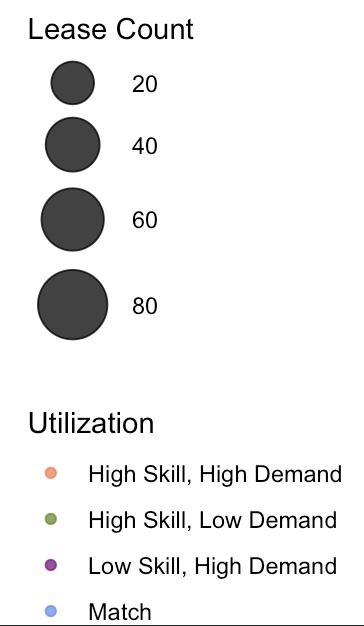 Lease Count
20
40
60
80
Utilization
High Skill, High Demand
High Skill, Low Demand
Low Skill, High Demand
Match